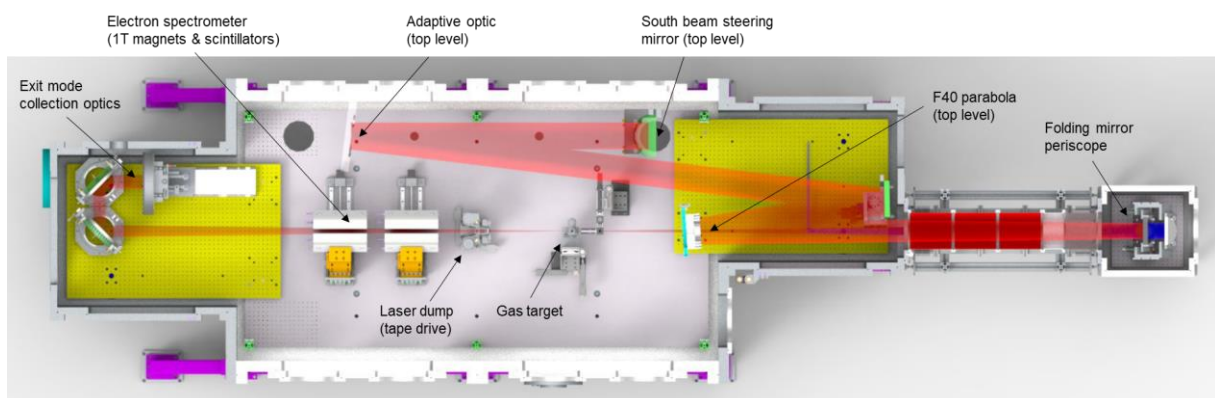 Electron spectrometer
(1T magnets & scintillators)
Adaptive optic
(top level)
South beam steering
mirror (top level)
Exit mode
collection optics
F40 parabola
(top level)
Folding mirror
periscope
Laser dump
(tape drive)
Gas target